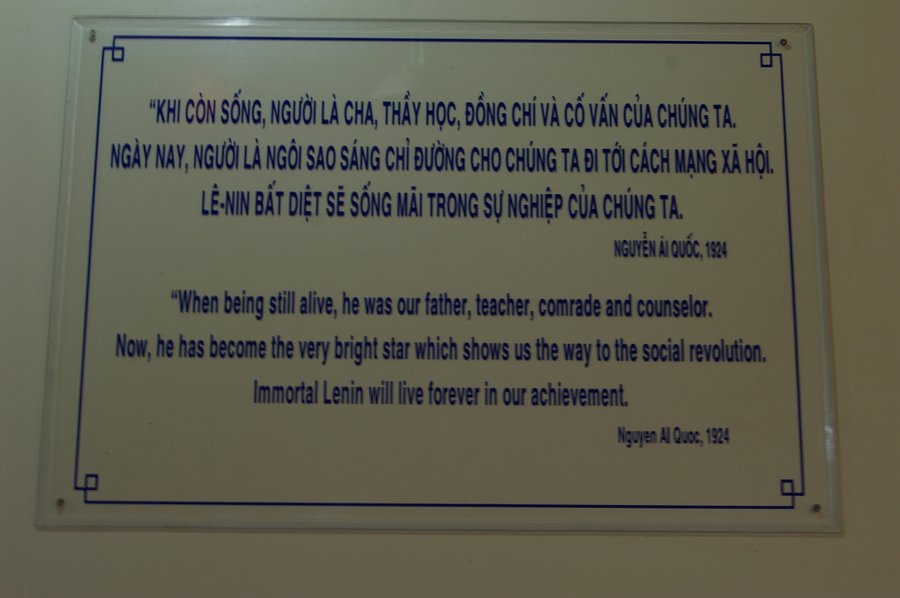 “KHI CÒN SỐNG, NGƯỜI LÀ CHA, THẦY HỌC, ĐỒNG CHÍ VÀ CỐ VẤN CỦA CHÚNG TA.
NGÀY NAY, NGƯỜI LÀ NGÔI SAO SÁNG CHỈ ĐƯỜNG CHO CHÚNG TA ĐI TỚI CÁCH MẠNG XÃ HỘI.
LÊ-NIN BẤT DIỆT SẼ SỐNG MÃI TRONG SỰ NGHIỆP CỦA CHÚNG TA.
NGUYỄN ÁI QUỐC, 1924
“When being still alive, he was our father, teacher, comrade and counselor.
Now, he has become the very bright star which shows us the way to the social revolution.
Immortal Lenin will live forever in our achievement.
Nguyen AI Quoc, 1924